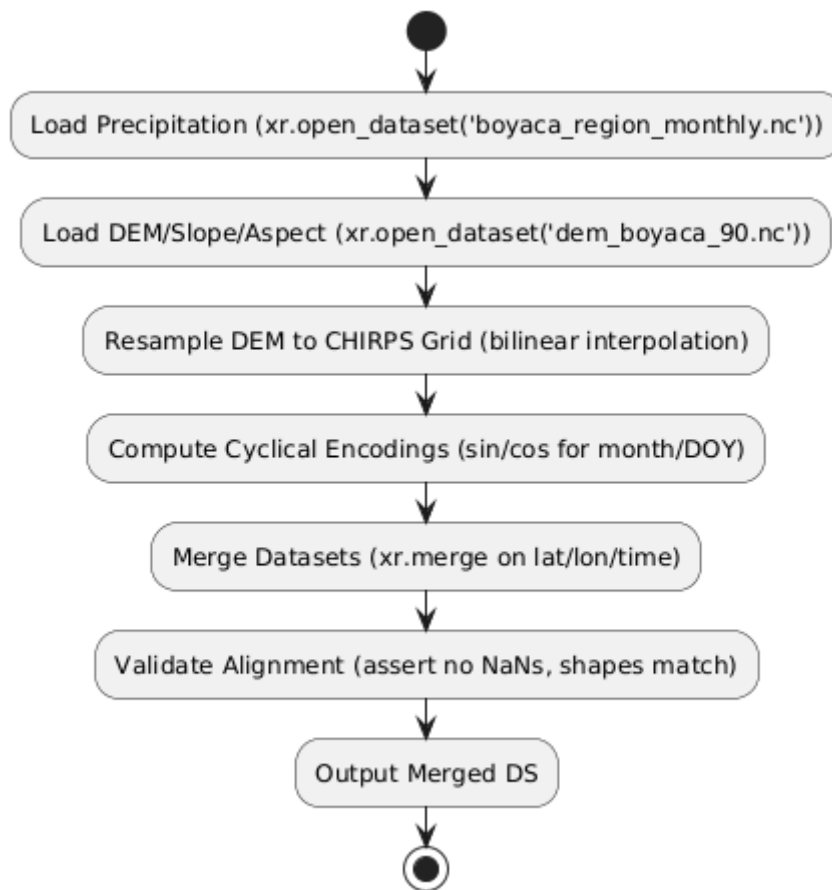 Load Precipitation (xr.open_dataset('boyaca_region_monthly.nc'))
Load DEM/Slope/Aspect (xr.open_dataset('dem_boyaca_90.nc'))
Resample DEM to CHIRPS Grid (bilinear interpolation)
Compute Cyclical Encodings (sin/cos for month/DOY)
Merge Datasets (xr.merge on lat/lon/time)
Validate Alignment (assert no NaNs, shapes match)
Output Merged DS